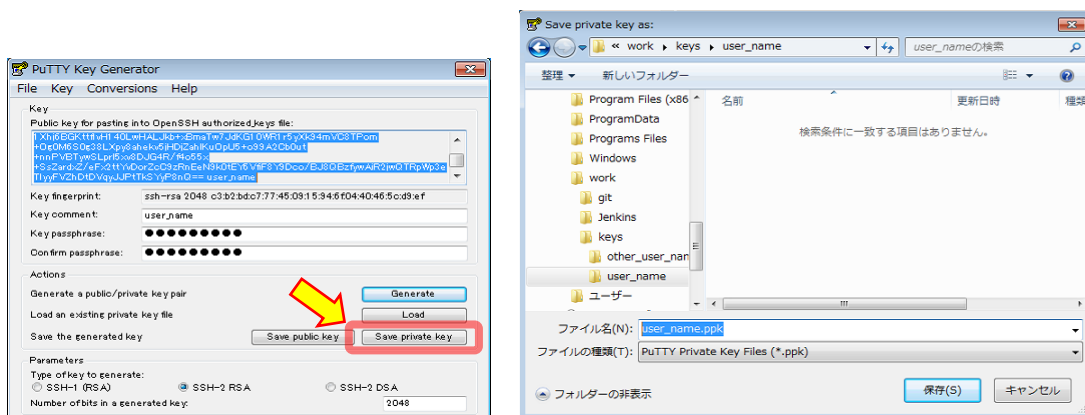 PuTTY Key Generator
File Key Conversions Help
Key
Public key for pasting into OpenSSH authorized_keys file:
+SsZardxZ/eFx2ttYvDorZcC9zRnEeN9k0tEY5VflF8Y9Dco/BJ8QBzfywAiR2jwQTRpWp3e
TlyyFVZhDtDVqyJJPtTkSYyP8nQ== user_name
Key fingerprint: ssh-rsa 2048 c3:b2:bd:c7:77:45:09:15:94:6f:04:40:46:5c:d9:ef
Key comment: user_name
Key passphrase: ●●●●●●●●●
Confirm passphrase: ●●●●●●●●●
Actions
Generate a public/private key pair Generate
Load an existing private key file Load
Save the generated key Save public key Save private key
Parameters
Type of key to generate:
SSH-1 (RSA) SSH-2 RSA SSH-2 DSA
Number of bits in a generated key: 2048
Save private key as:
« work keys user_name user_nameの検索
整理 新しいフォルダー
Program Files (x86 名前 更新日時 種類
ProgramData 検索条件に一致する項目はありません。
Programs Files
Windows
work
git
Jenkins
keys
other_user_nan
user_name
ユーザー
ファイル名(N): user_name.ppk
ファイルの種類(T): PuTTY Private Key Files (*.ppk)
フォルダーの非表示 保存(S) キャンセル